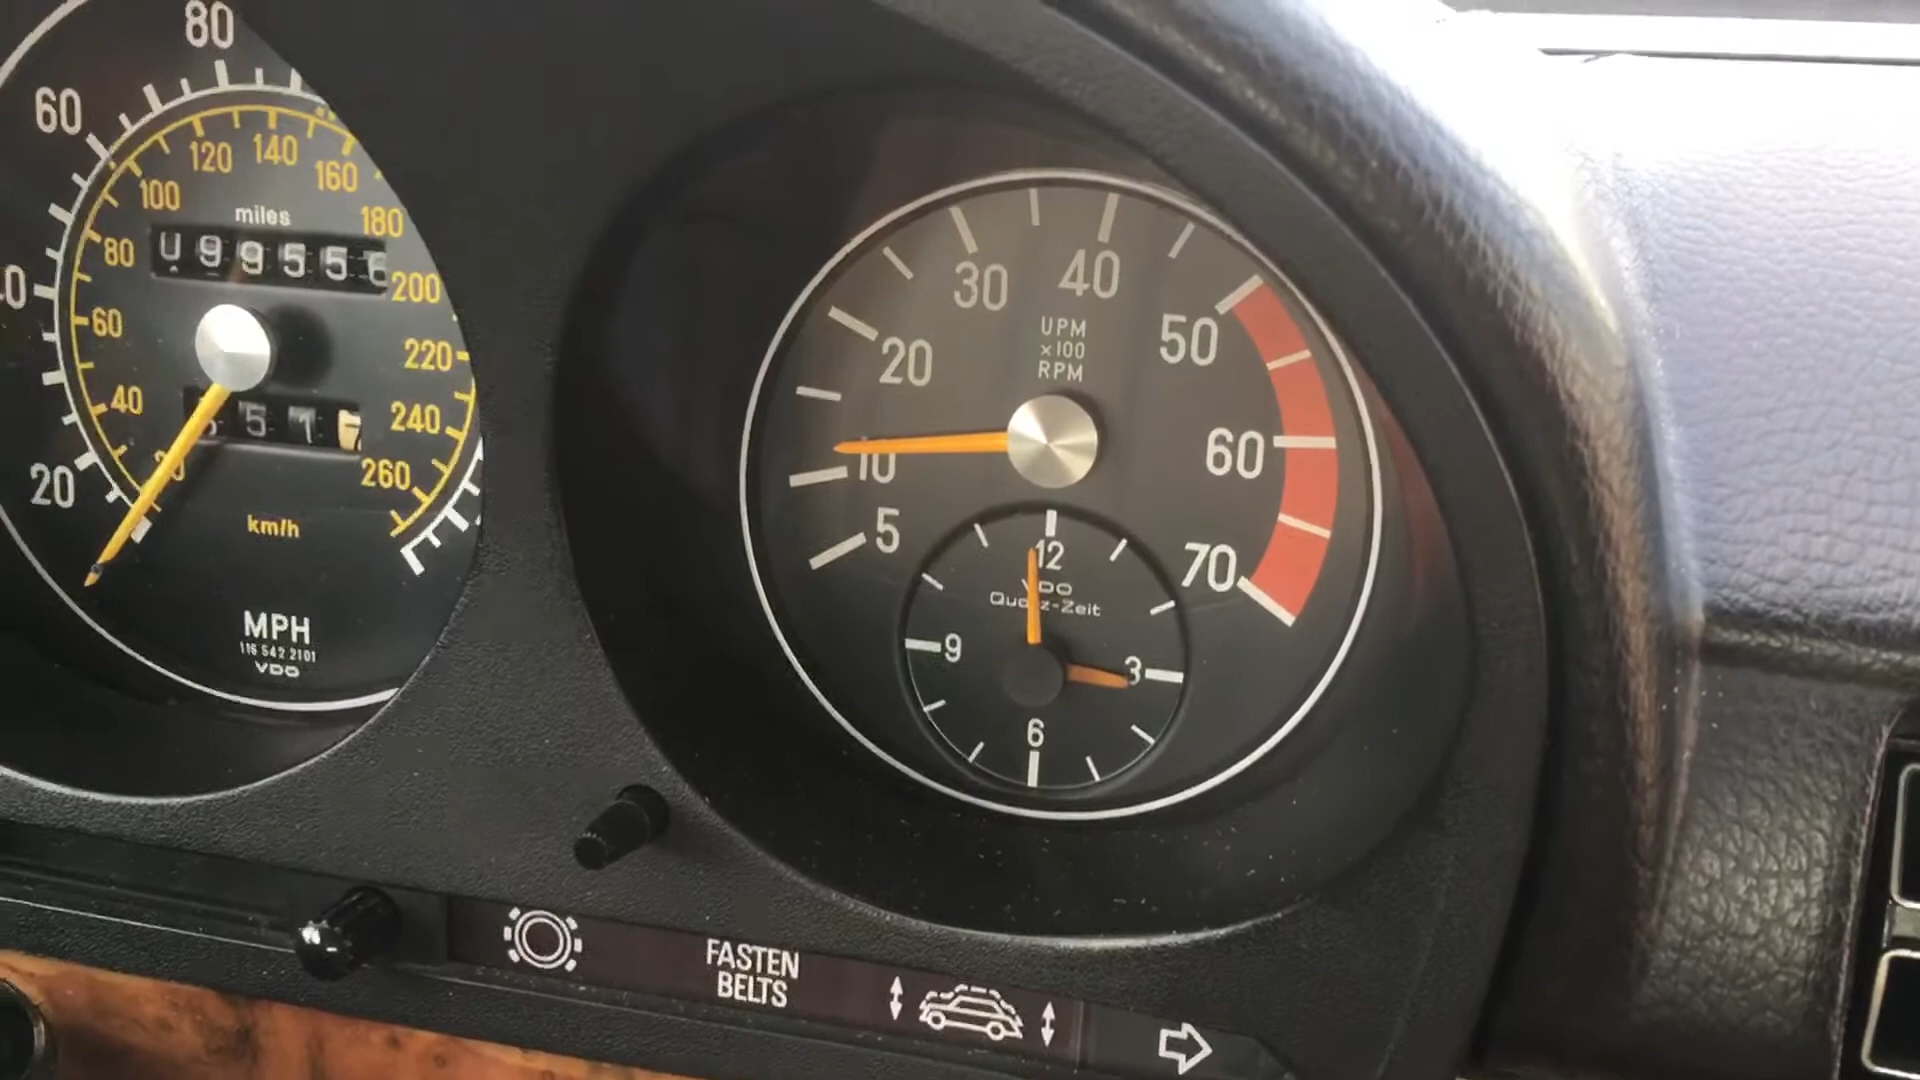 80
60
20
120
140
160
100
180
80
200
60
220
40
240
260
miles
km/h
MPH
116 542 2101
VDO
30
40
20
50
10
60
5
70
UPM
x100
RPM
12
VDO
Quarz-Zeit
9
3
6
FASTEN
BELTS